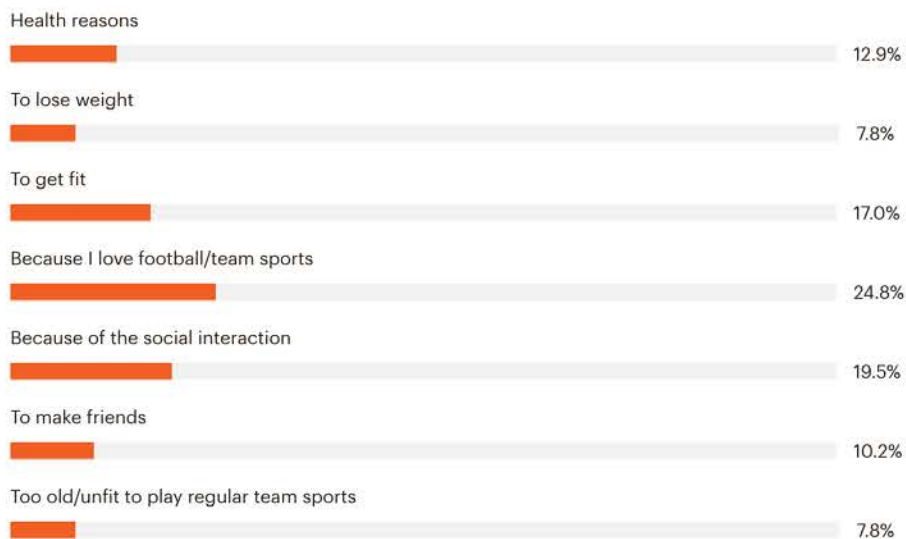 Health reasons
12.9%
To lose weight
7.8%
To get fit
17.0%
Because I love football/team sports
24.8%
Because of the social interaction
19.5%
To make friends
10.2%
Too old/unfit to play regular team sports
7.8%